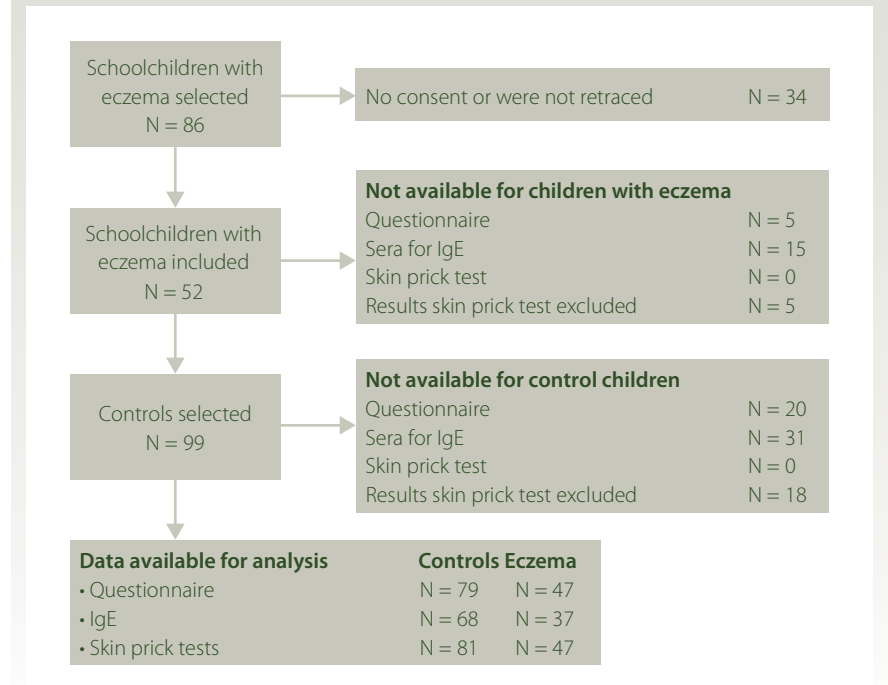 Schoolchildren with
eczema selected
N = 86
No consent or were not retraced N = 34
Schoolchildren with
eczema included
N = 52
Not available for children with eczema
Questionnaire N = 5
Sera for IgE N = 15
Skin prick test N = 0
Results skin prick test excluded N = 5
Controls selected
N = 99
Not available for control children
Questionnaire N = 20
Sera for IgE N = 31
Skin prick test N = 0
Results skin prick test excluded N = 18
Data available for analysis Controls Eczema
• Questionnaire N = 79 N = 47
• IgE N = 68 N = 37
• Skin prick tests N = 81 N = 47